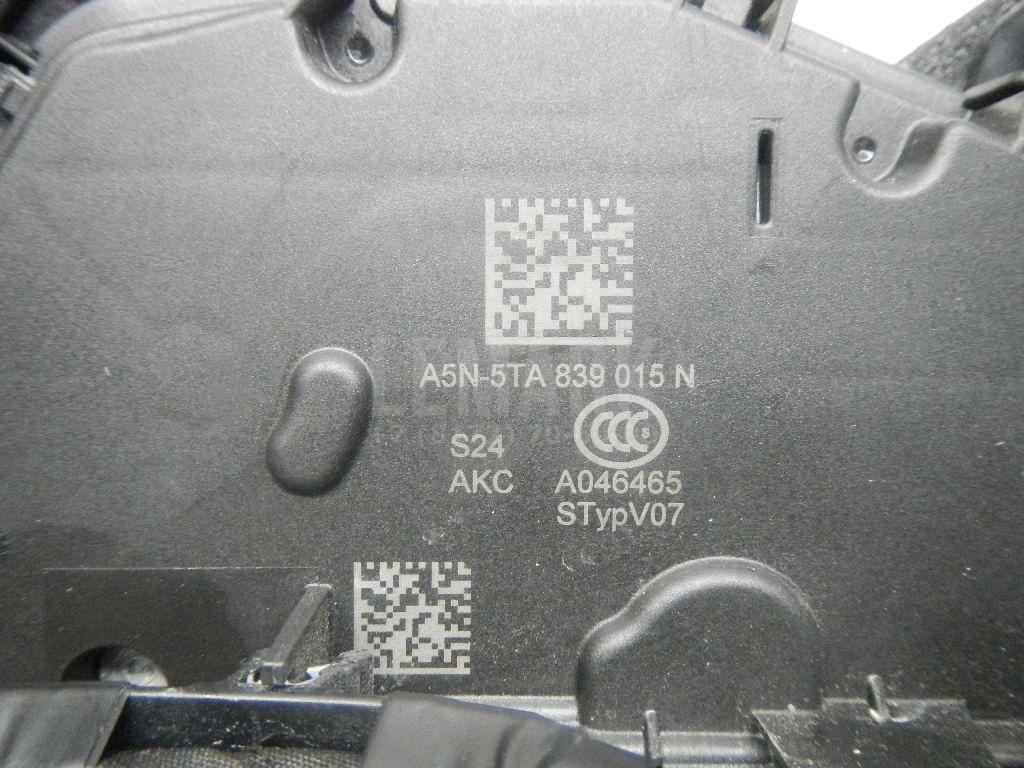 A5N-5TA 839 015 N
CCC S
S24
AKC A046465
STypV07